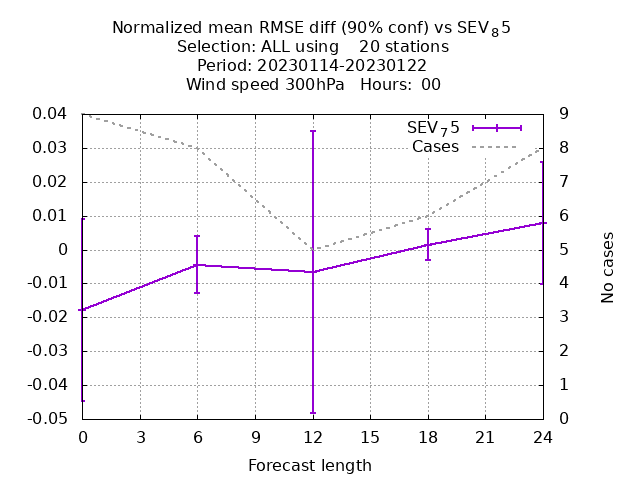 Normalized mean RMSE diff (90% conf) vs SEV₈5
Selection: ALL using    20 stations
Period: 20230114-20230122
Wind speed 300hPa   Hours:  00
SEV₇5
Cases
0.04
0.03
0.02
0.01
0
-0.01
-0.02
-0.03
-0.04
-0.05
9
8
7
6
5
4
3
2
1
0
No cases
0 3 6 9 12 15 18 21 24
Forecast length